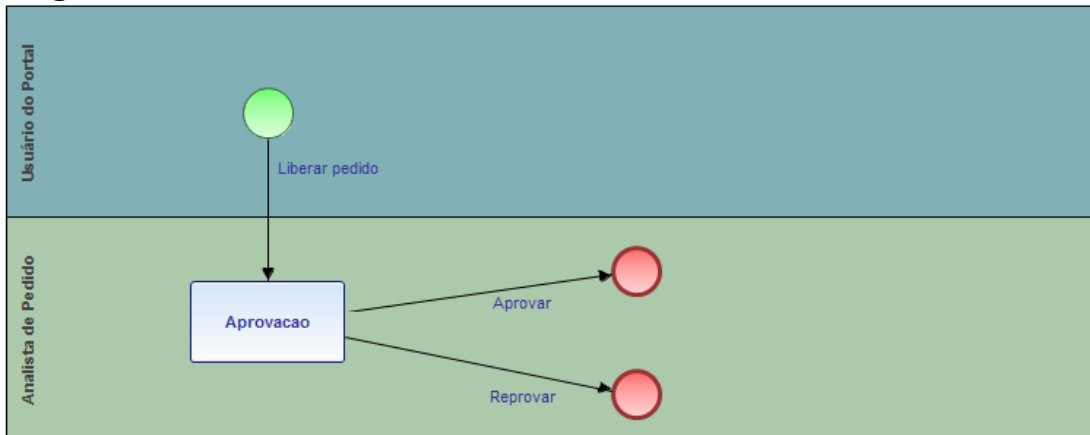 Usuário do Portal
Liberar pedido
Analista de Pedido
Aprovacao
Aprovar
Reprovar